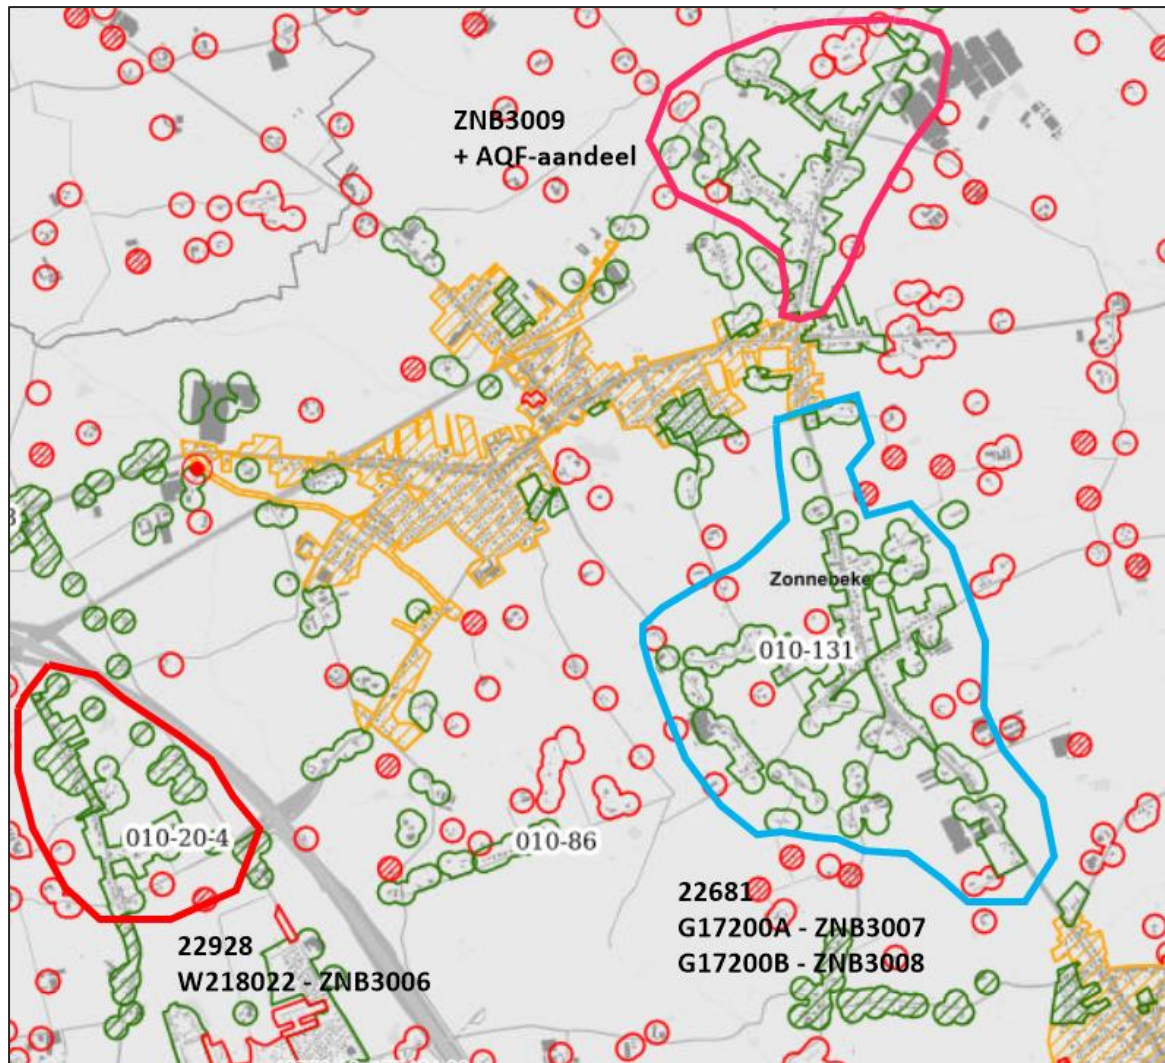 ZNB3009
+ AQF-aandeel
Zonnebeke
010-131
010-20-4
010-86
22928
W218022 - ZNB3006
22681
G17200A - ZNB3007
G17200B - ZNB3008